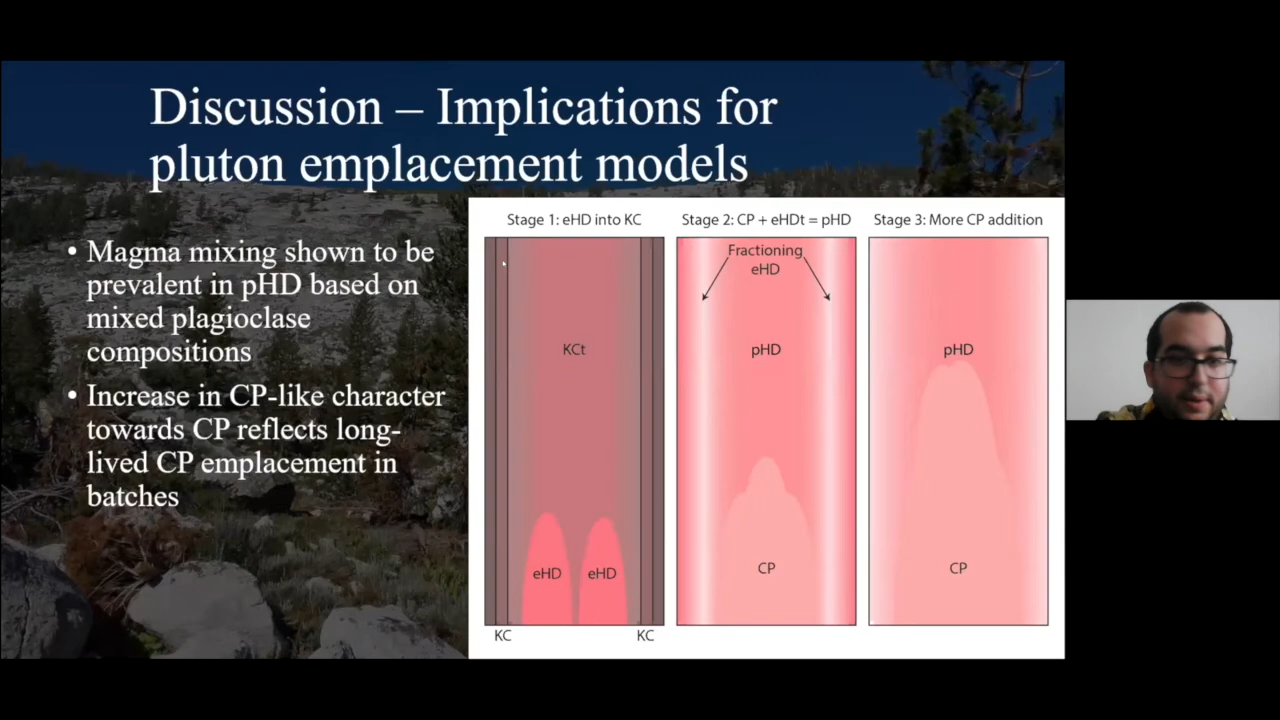 Discussion – Implications for
pluton emplacement models
• Magma mixing shown to be
prevalent in pHD based on
mixed plagioclase
compositions
• Increase in CP-like character
towards CP reflects long-
lived CP emplacement in
batches
Stage 1: eHD into KC
KCt
eHD
eHD
KC
KC
Stage 2: CP + eHDt = pHD
Fractioning
eHD
pHD
CP
Stage 3: More CP addition
pHD
CP